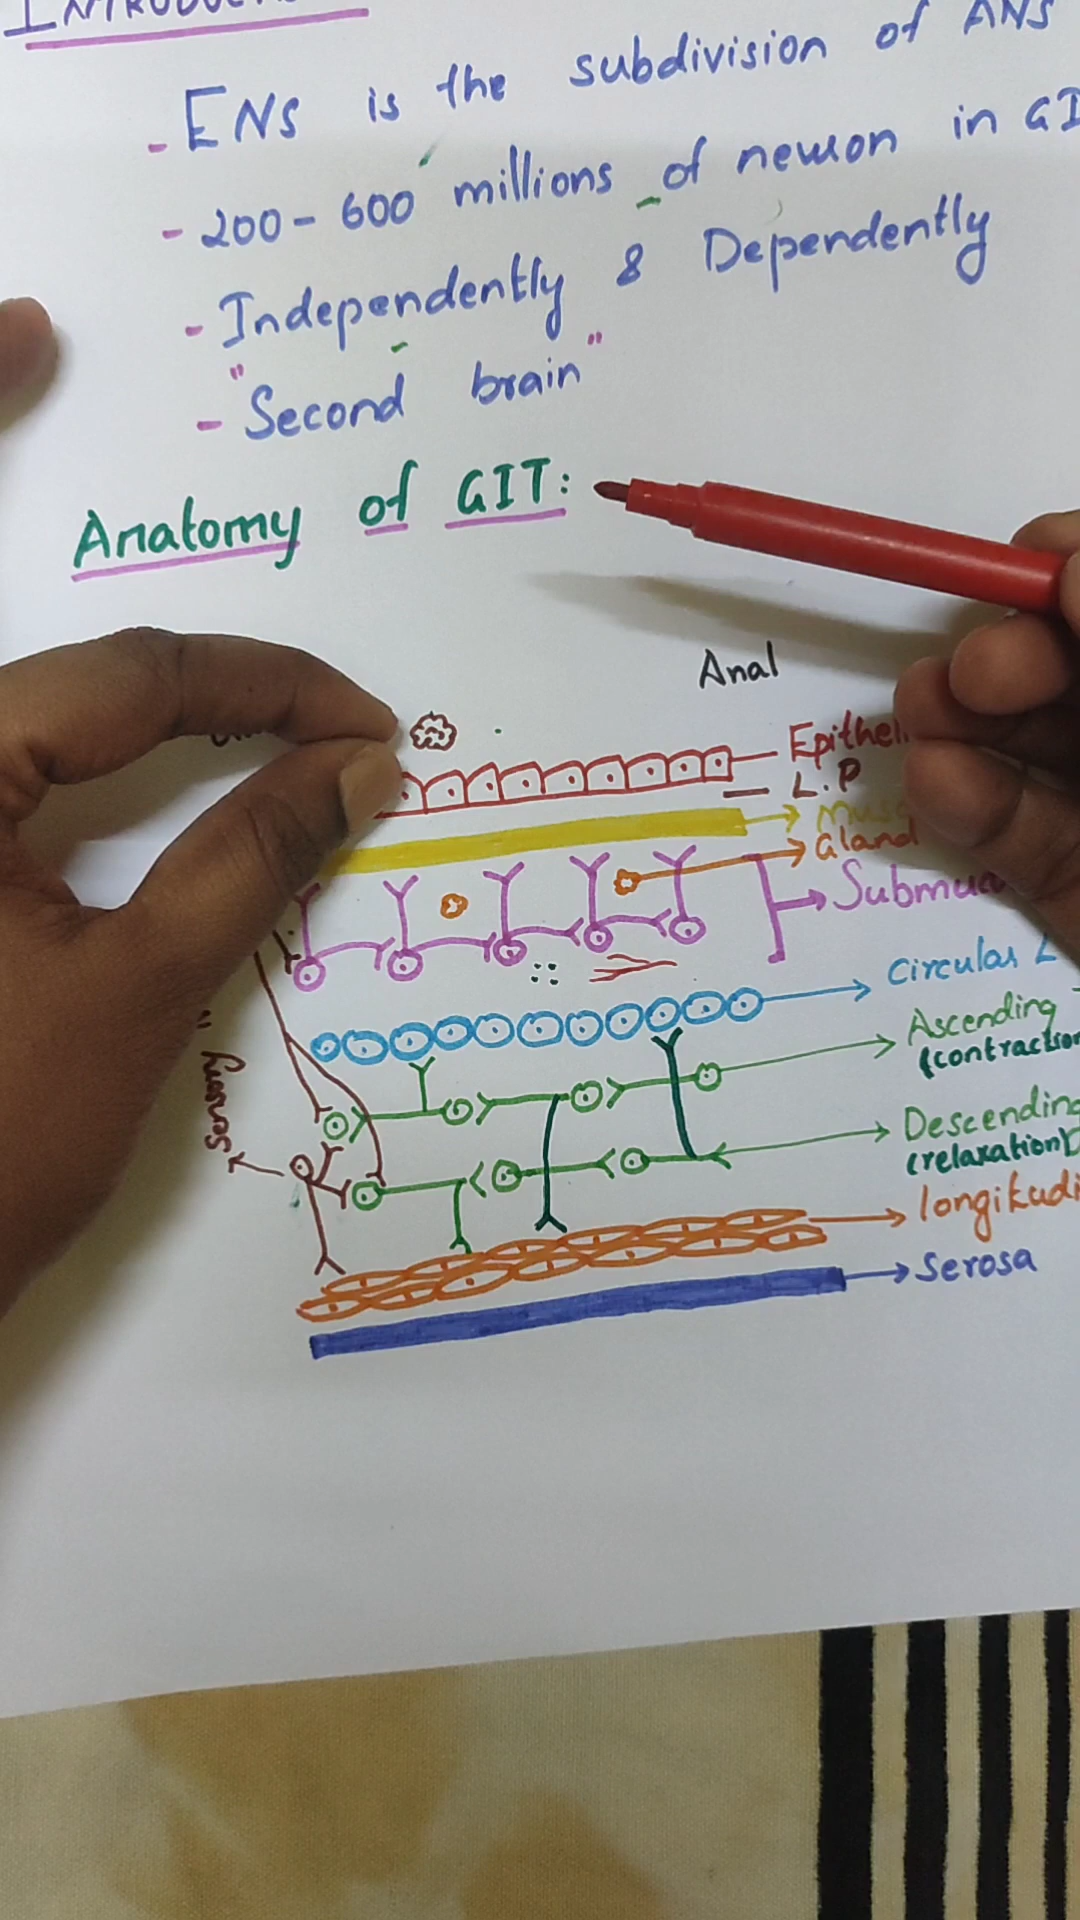 - ENS is the subdivision of ANS
- 200-600 millions of neuron in GI
- Independently & Dependently
- "Second brain"
Anatomy of GIT:
Anal
L.P
Gland
Circular
Ascending
(contraction
(relaxation)
Serosa
Sensory